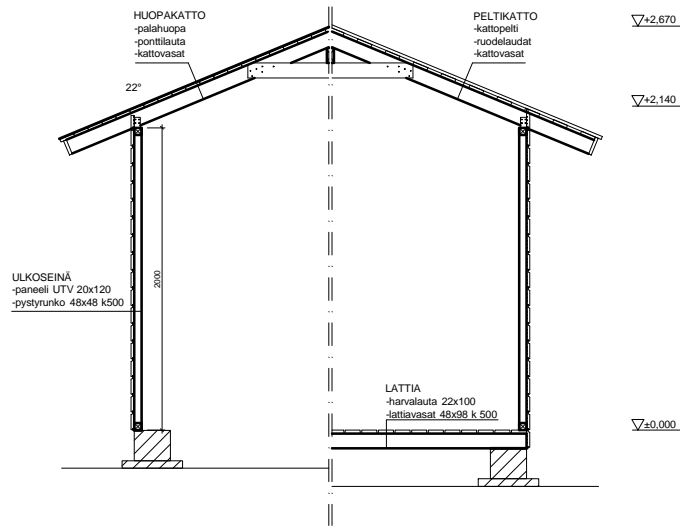 HUOPAKATTO
-palahuopa
-ponttilauta
-kattovasat
PELTIKATTO
-kattopelti
-ruodelaudat
-kattovasat
+2,670
22°
+2,140
2000
ULKOSEINÄ
-paneeli UTV 20x120
-pystyrunko 48x48 k500
LATTIA
-harvalauta 22x100
-lattiavasat 48x98 k 500
±0,000